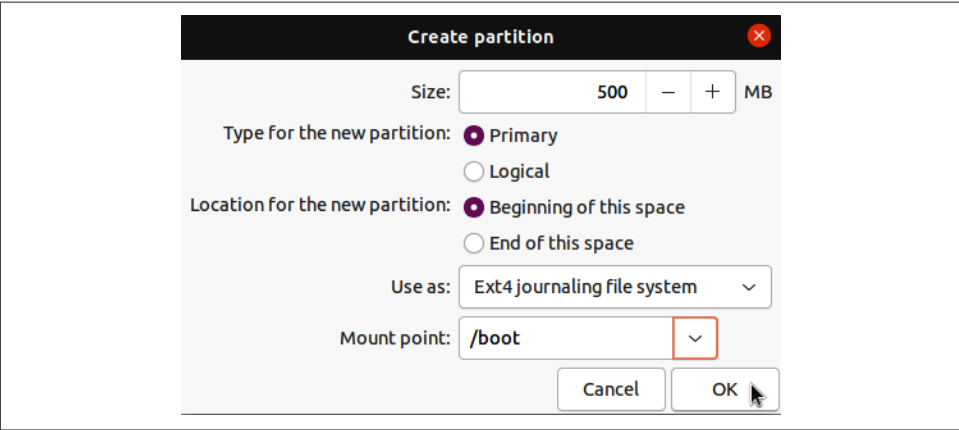 Create partition
Size: 500 − + MB
Type for the new partition: Primary
Logical
Location for the new partition: Beginning of this space
End of this space
Use as: Ext4 journaling file system
Mount point: /boot
Cancel OK